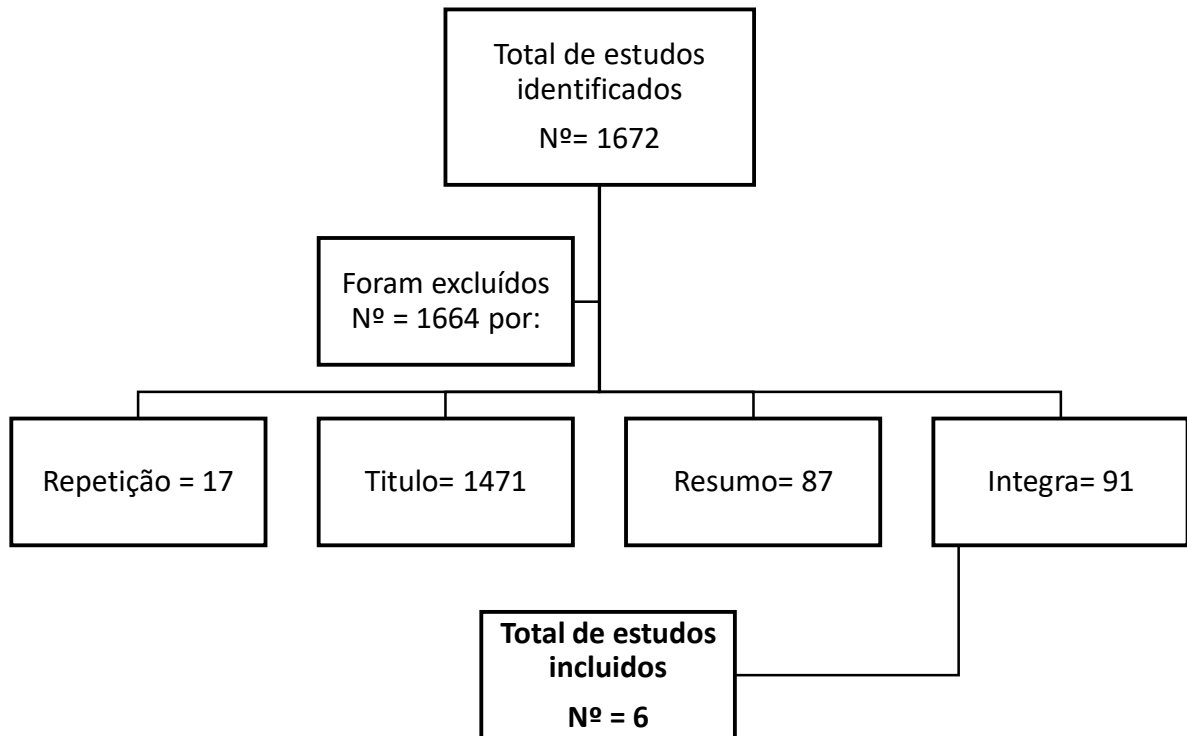 Total de estudos
identificados
Nº= 1672
Foram excluídos
Nº = 1664 por:
Repetição = 17
Titulo= 1471
Resumo= 87
Integra= 91
Total de estudos
incluidos
Nº = 6